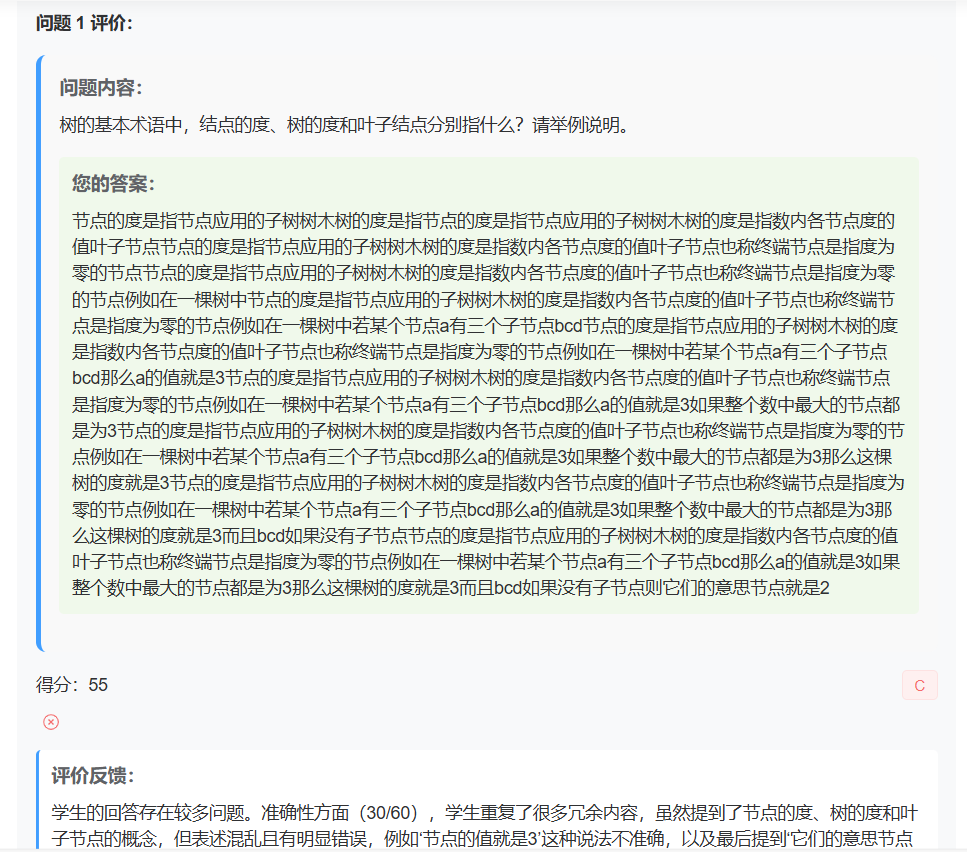 问题 1 评价：
问题内容：
树的基本术语中，结点的度、树的度和叶子结点分别指什么？请举例说明。
您的答案：
节点的度是指节点应用的子树树木树的度是指节点的度是指节点应用的子树树木树的度是指数内各节点度的
值叶子节点节点的度是指节点应用的子树树木树的度是指数内各节点度的值叶子节点也称终端节点是指度为
零的节点节点的度是指节点应用的子树树木树的度是指数内各节点度的值叶子节点也称终端节点是指度为零
的节点例如在一棵树中节点的度是指节点应用的子树树木树的度是指数内各节点度的值叶子节点也称终端节
点是指度为零的节点例如在一棵树中若某个节点a有三个子节点bcd节点的度是指节点应用的子树树木树的度
是指数内各节点度的值叶子节点也称终端节点是指度为零的节点例如在一棵树中若某个节点a有三个子节点
bcd那么a的值就是3节点的度是指节点应用的子树树木树的度是指数内各节点度的值叶子节点也称终端节点
是指度为零的节点例如在一棵树中若某个节点a有三个子节点bcd那么a的值就是3如果整个数中最大的节点都
是为3节点的度是指节点应用的子树树木树的度是指数内各节点度的值叶子节点也称终端节点是指度为零的节
点例如在一棵树中若某个节点a有三个子节点bcd那么a的值就是3如果整个数中最大的节点都是为3那么这棵
树的度就是3节点的度是指节点应用的子树树木树的度是指数内各节点度的值叶子节点也称终端节点是指度为
零的节点例如在一棵树中若某个节点a有三个子节点bcd那么a的值就是3如果整个数中最大的节点都是为3那
么这棵树的度就是3而且bcd如果没有子节点节点的度是指节点应用的子树树木树的度是指数内各节点度的值
叶子节点也称终端节点是指度为零的节点例如在一棵树中若某个节点a有三个子节点bcd那么a的值就是3如果
整个数中最大的节点都是为3那么这棵树的度就是3而且bcd如果没有子节点则它们的意思节点就是2
得分：55
C
评价反馈：
学生的回答存在较多问题。准确性方面（30/60），学生重复了很多冗余内容，虽然提到了节点的度、树的度和叶
子节点的概念，但表述混乱且有明显错误，例如‘节点的值就是3’这种说法不准确，以及最后提到‘它们的意思节点